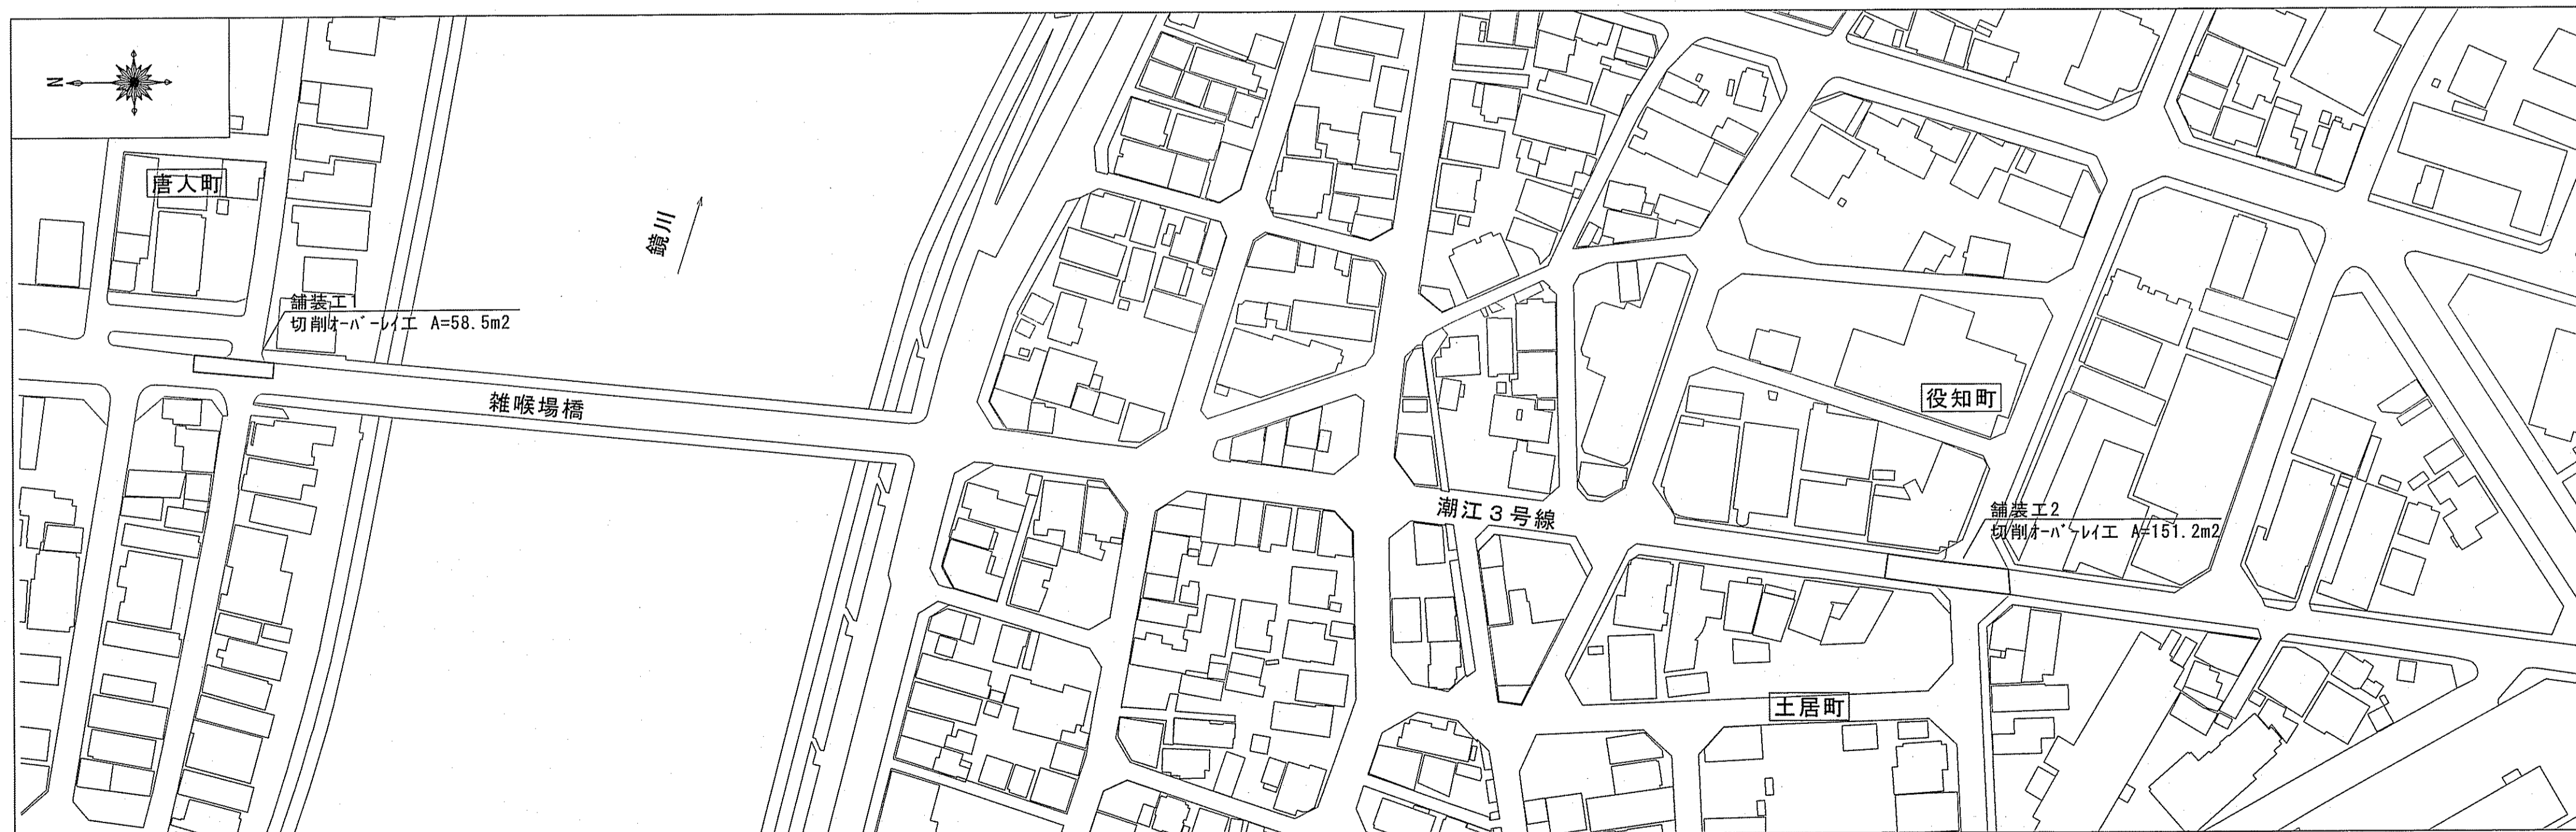 N
唐人町
鏡川
舗装工1
切削オーバーレイ工 A=58.5m2
雑喉場橋
役知町
潮江3号線
舗装工2
切削オーバーレイ工 A=151.2m2
土居町